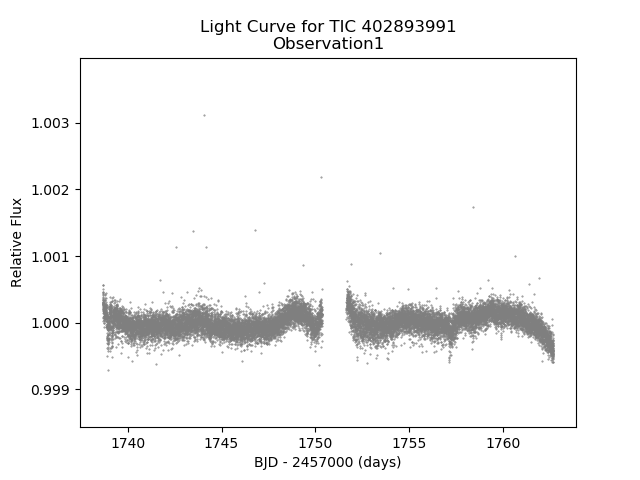 Light Curve for TIC 402893991
Observation1
Relative Flux
1.003
1.002
1.001
1.000
0.999
1740 1745 1750 1755 1760
BJD - 2457000 (days)